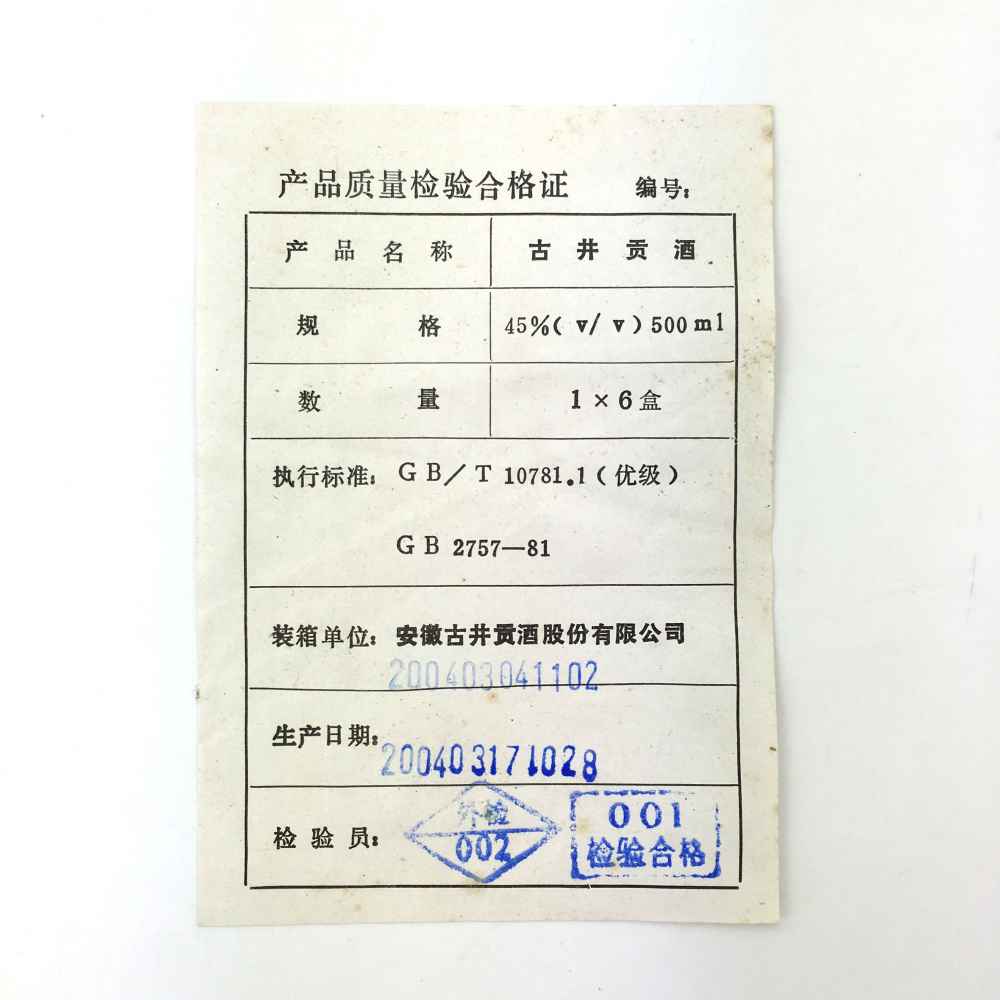 产品质量检验合格证 编号:
产品名称 古井贡酒
规格 45%(v/v)500ml
数量 1×6盒
执行标准: GB/T 10781.1(优级)
GB 2757—81
装箱单位: 安徽古井贡酒股份有限公司
200403041102
生产日期: 200403171028
检验员: 外检 002 001 检验合格